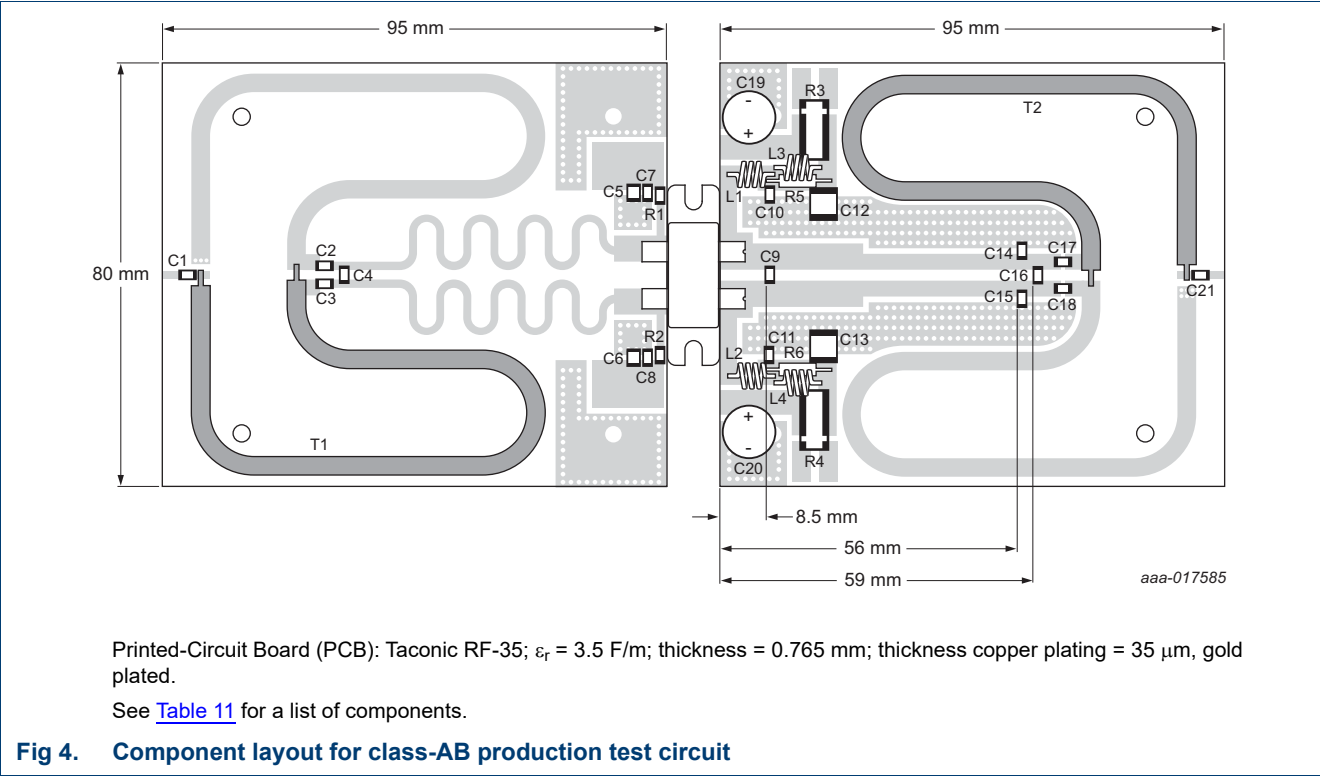 95 mm
95 mm
80 mm
C19
-
+
R3
T2
L3
C7
C5
R1
L1
C10
R5
C12
C1
C2
C4
C3
C9
C14
C17
C16
C15
C18
C21
R2
C11
C13
C6
L2
R6
C8
L4
+
-
T1
C20
R4
8.5 mm
56 mm
59 mm
aaa-017585
Printed-Circuit Board (PCB): Taconic RF-35; εr = 3.5 F/m; thickness = 0.765 mm; thickness copper plating = 35 μm, gold
plated.
See Table 11 for a list of components.
Fig 4. Component layout for class-AB production test circuit